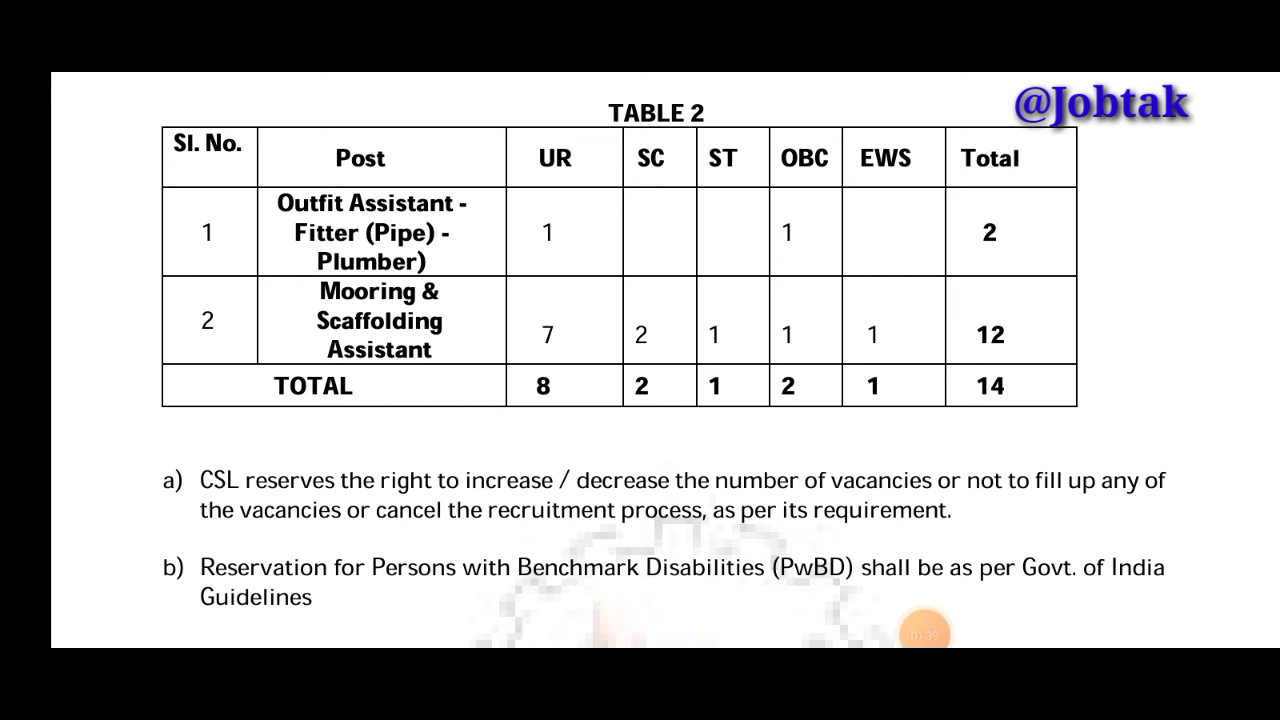 @Jobtak
TABLE 2
Sl. No. Post UR SC ST OBC EWS Total
1 Outfit Assistant - Fitter (Pipe) - Plumber) 1 1 2
2 Mooring & Scaffolding Assistant 7 2 1 1 1 12
TOTAL 8 2 1 2 1 14
a) CSL reserves the right to increase / decrease the number of vacancies or not to fill up any of
the vacancies or cancel the recruitment process, as per its requirement.
b) Reservation for Persons with Benchmark Disabilities (PwBD) shall be as per Govt. of India
Guidelines
01:39